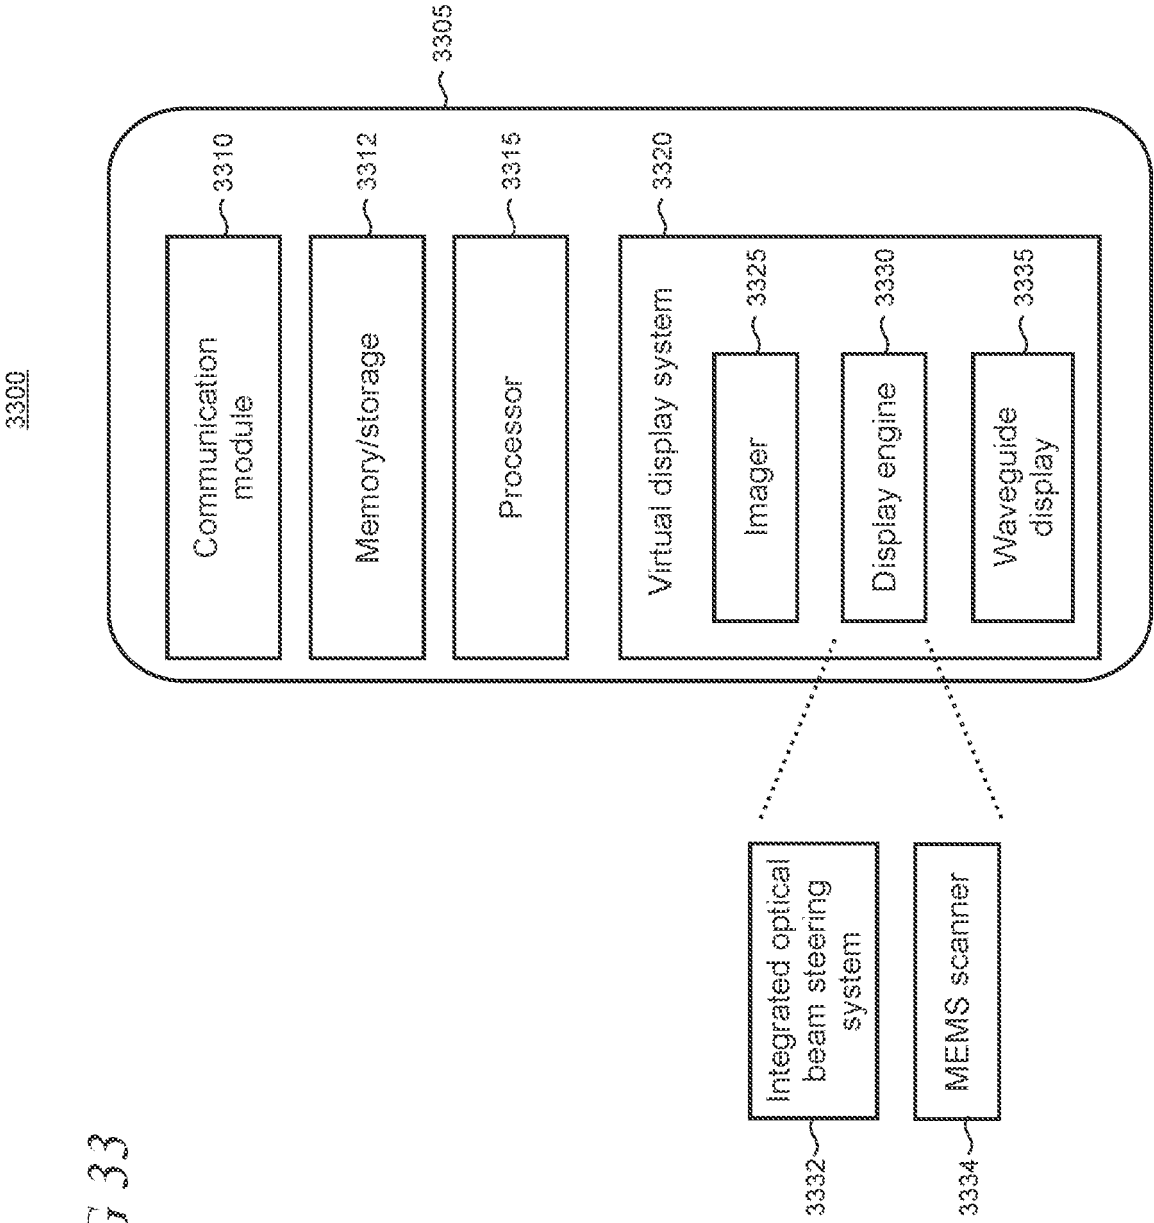 3300
3305
Communication
module
3310
Memory/storage
3312
Processor
3315
Virtual display system
3320
Imager
3325
Display engine
3330
Waveguide
display
3335
Integrated optical
beam steering
system
3332
MEMS scanner
3334
33